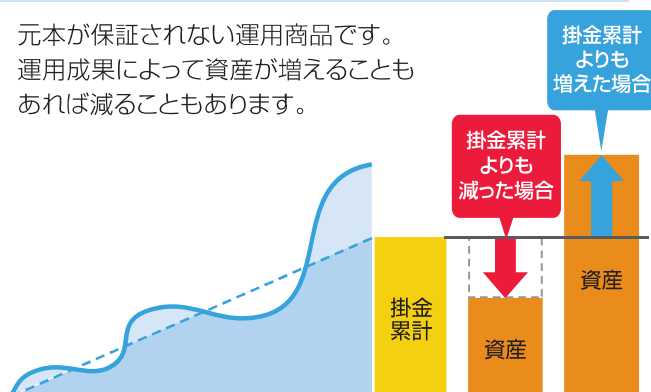 元本が保証されない運用商品です。
運用成果によって資産が増えることも
あれば減ることもあります。
掛金累計
よりも
増えた場合
掛金累計
よりも
減った場合
掛金
累計
資産
資産